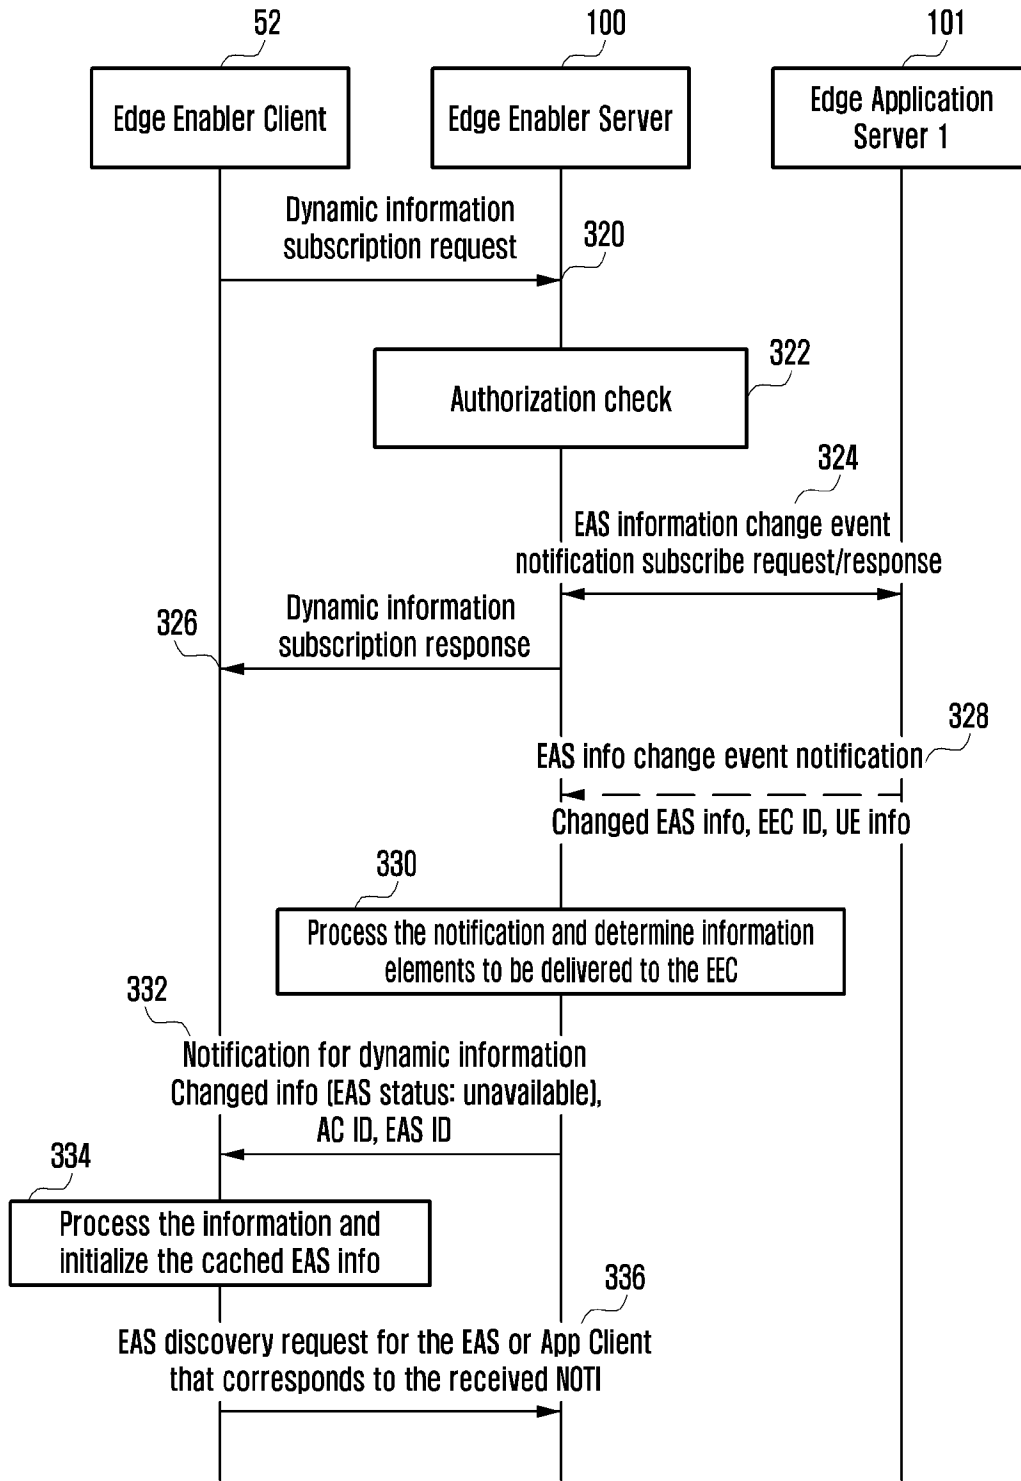 52
100
101
Edge Enabler Client
Edge Enabler Server
Edge Application
Server 1
Dynamic information
subscription request
320
322
Authorization check
324
EAS information change event
notification subscribe request/response
326
Dynamic information
subscription response
328
EAS info change event notification
Changed EAS info, EEC ID, UE info
330
Process the notification and determine information
elements to be delivered to the EEC
332
Notification for dynamic information
Changed info (EAS status: unavailable),
AC ID, EAS ID
334
Process the information and
initialize the cached EAS info
336
EAS discovery request for the EAS or App Client
that corresponds to the received NOTI